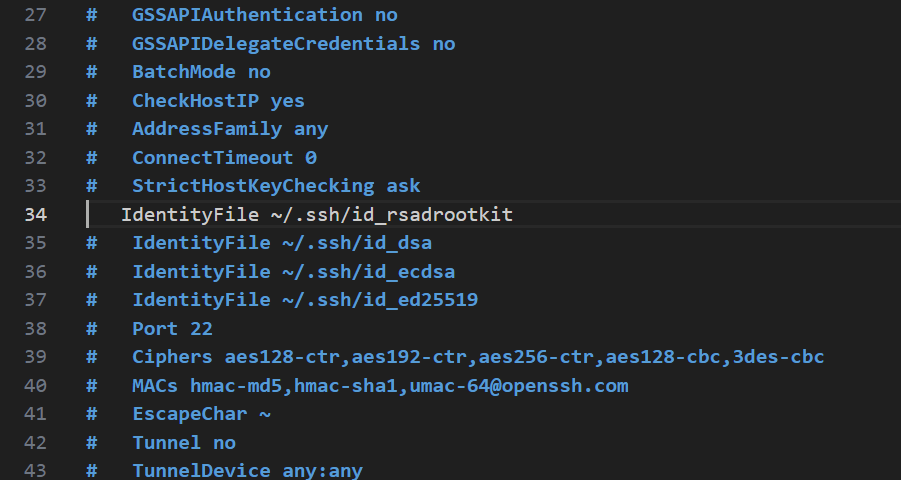 27 # GSSAPIAuthentication no
28 # GSSAPIDelegateCredentials no
29 # BatchMode no
30 # CheckHostIP yes
31 # AddressFamily any
32 # ConnectTimeout 0
33 # StrictHostKeyChecking ask
34 IdentityFile ~/.ssh/id_rsadrootkit
35 # IdentityFile ~/.ssh/id_dsa
36 # IdentityFile ~/.ssh/id_ecdsa
37 # IdentityFile ~/.ssh/id_ed25519
38 # Port 22
39 # Ciphers aes128-ctr,aes192-ctr,aes256-ctr,aes128-cbc,3des-cbc
40 # MACs hmac-md5,hmac-sha1,umac-64@openssh.com
41 # EscapeChar ~
42 # Tunnel no
43 # TunnelDevice any:any